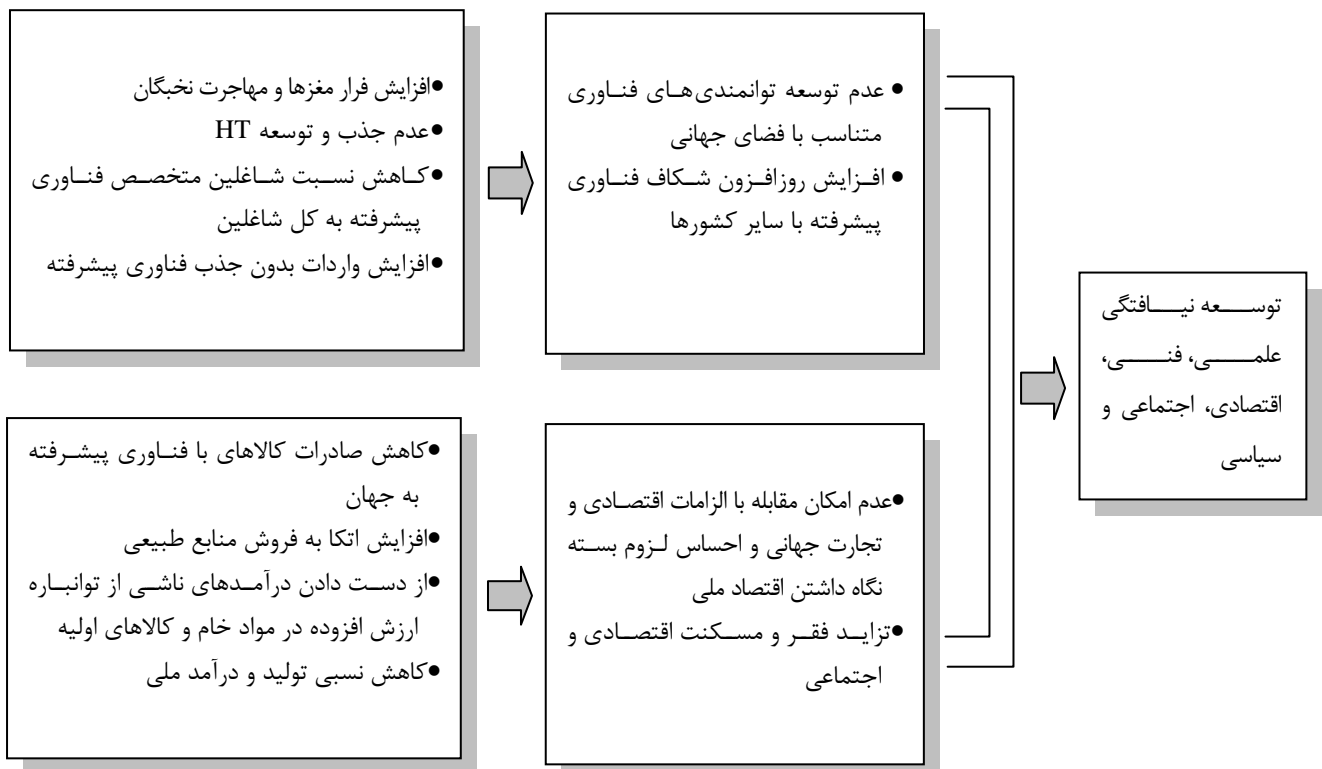 ●افزایش فرار مغزها و مهاجرت نخبگان
●عدم جذب و توسعه HT
●کاهش نسبت شاغلین متخصص فناوری
پیشرفته به کل شاغلین
●افزایش واردات بدون جذب فناوری پیشرفته
● عدم توسعه توانمندی‌های فناوری
متناسب با فضای جهانی
● افزایش روزافزون شکاف فناوری
پیشرفته با سایر کشورها
●کاهش صادرات کالاهای با فناوری پیشرفته
به جهان
●افزایش اتکا به فروش منابع طبیعی
●از دست دادن درآمدهای ناشی از توانباره
ارزش افزوده در مواد خام و کالاهای اولیه
●کاهش نسبی تولید و درآمد ملی
●عدم امکان مقابله با الزامات اقتصادی و
تجارت جهانی و احساس لزوم بسته
نگاه داشتن اقتصاد ملی
●تزاید فقر و مسکنت اقتصادی و
اجتماعی
توسعه نیافتگی
علمی، فنی،
اقتصادی، اجتماعی و
سیاسی